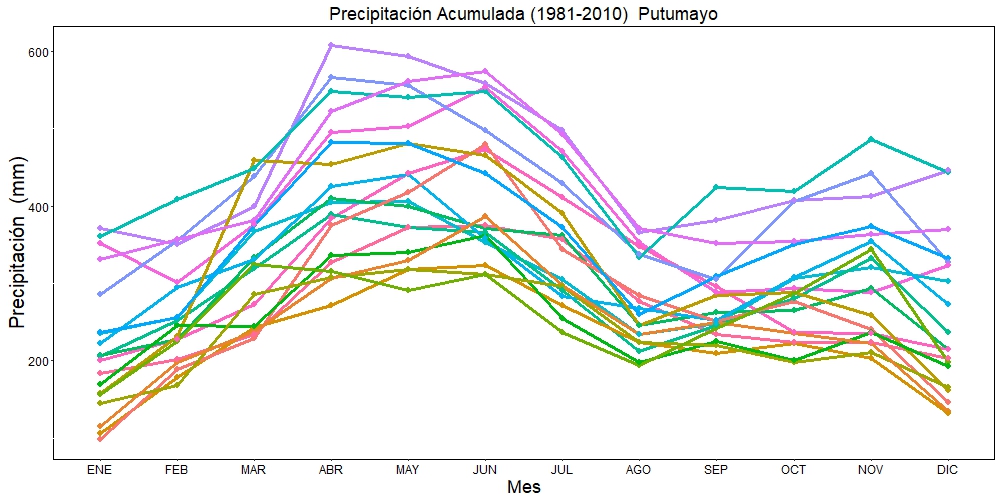 Precipitación Acumulada (1981-2010) Putumayo
Precipitación (mm)
600
400
200
ENE FEB MAR ABR MAY JUN JUL AGO SEP OCT NOV DIC
Mes